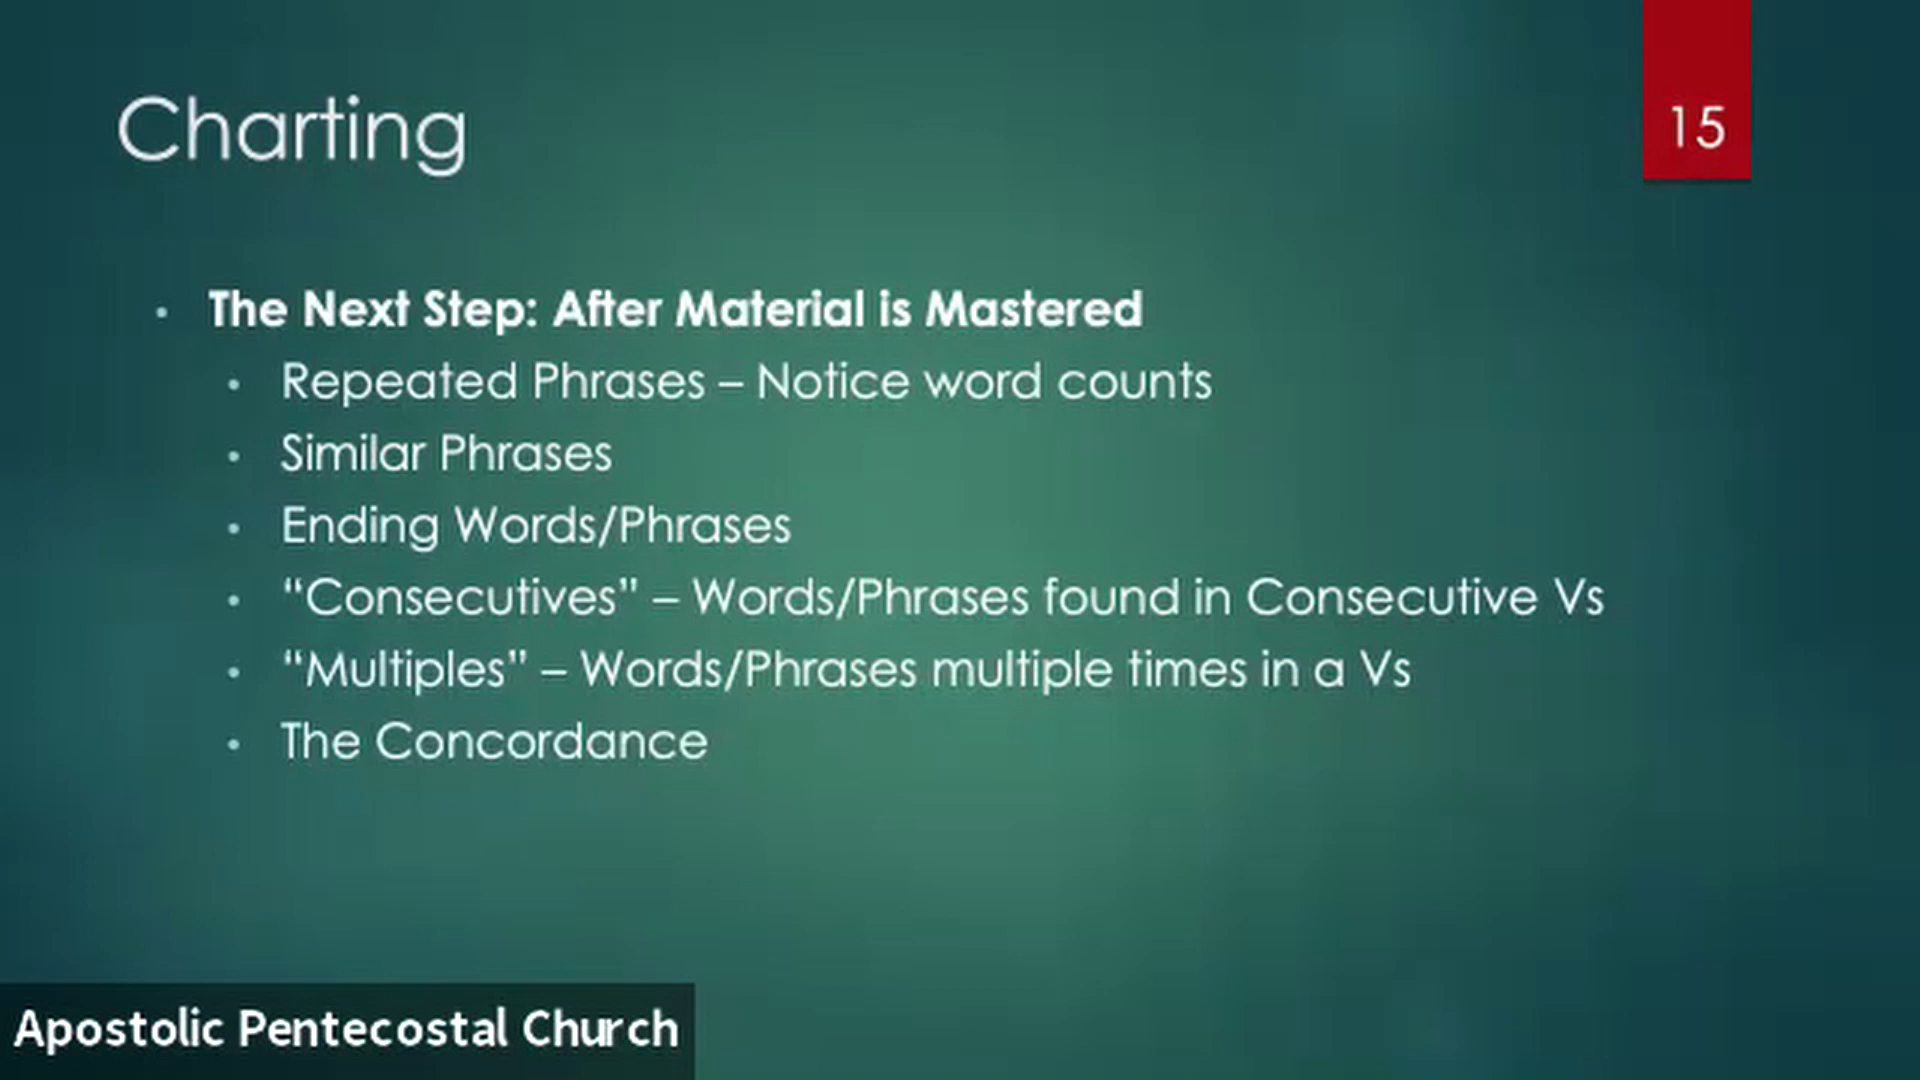 Charting
15
• The Next Step: After Material is Mastered
• Repeated Phrases – Notice word counts
• Similar Phrases
• Ending Words/Phrases
• “Consecutives” – Words/Phrases found in Consecutive Vs
• “Multiples” – Words/Phrases multiple times in a Vs
• The Concordance
Apostolic Pentecostal Church